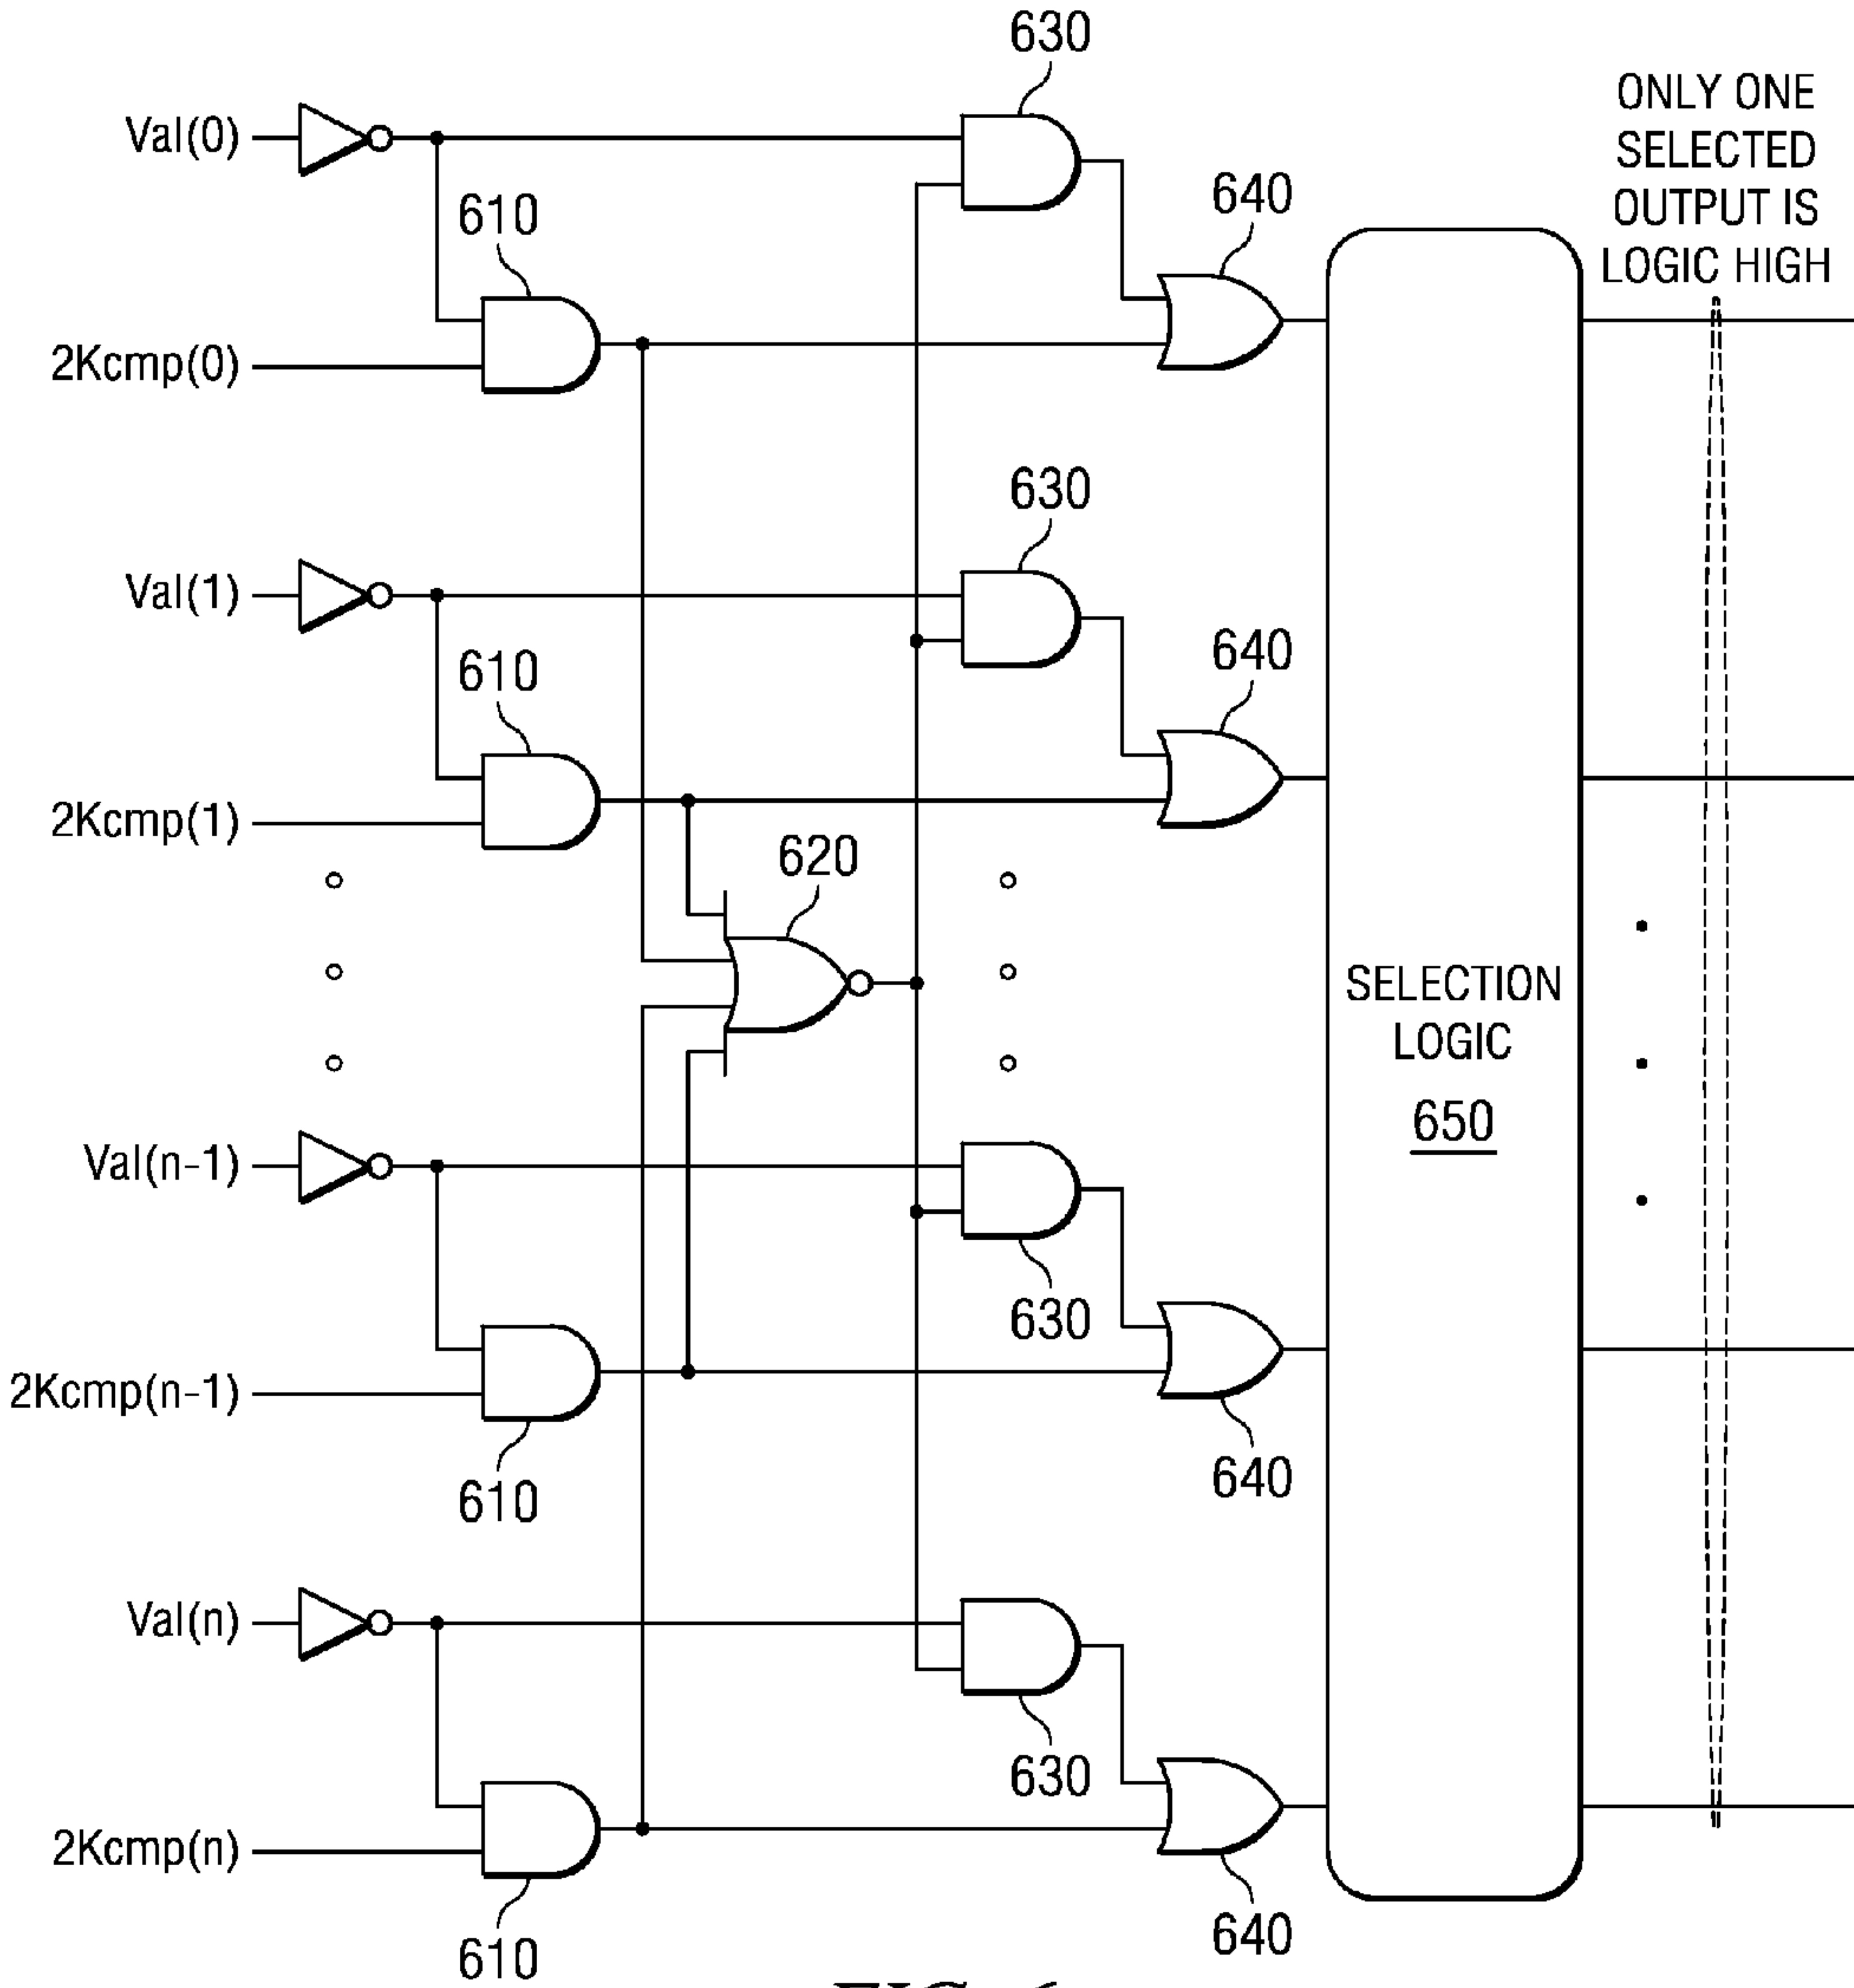 630
ONLY ONE
SELECTED
OUTPUT IS
LOGIC HIGH
Val(0)
610
640
2Kcmp(0)
630
Val(1)
610
640
2Kcmp(1)
620
SELECTION
LOGIC
650
Val(n-1)
630
2Kcmp(n-1)
610
640
Val(n)
630
2Kcmp(n)
610
640